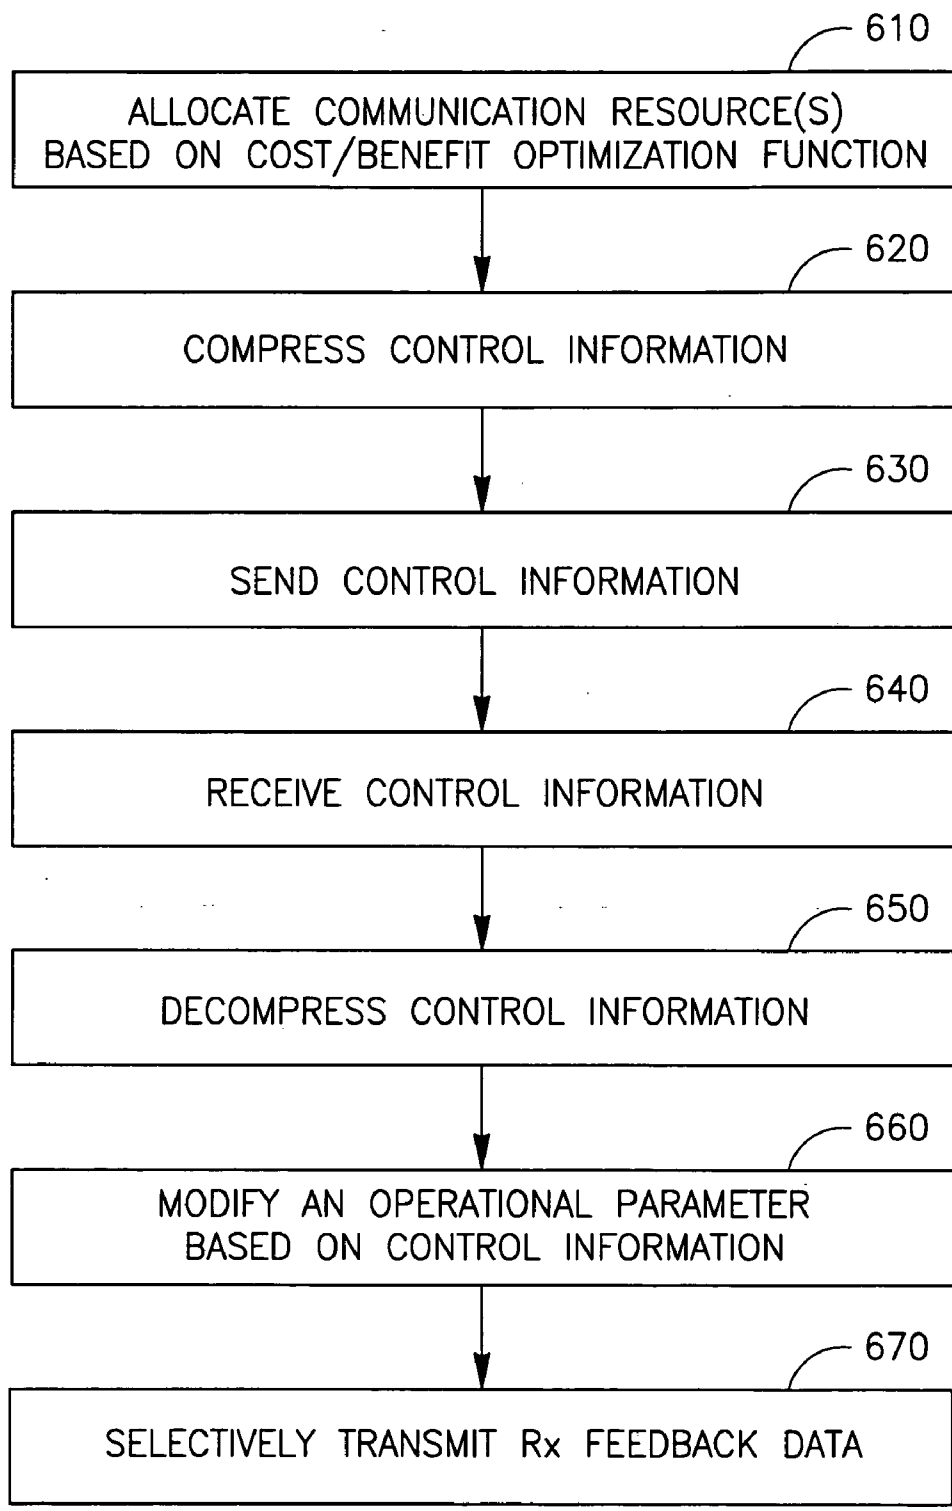 610
ALLOCATE COMMUNICATION RESOURCE(S)
BASED ON COST/BENEFIT OPTIMIZATION FUNCTION
620
COMPRESS CONTROL INFORMATION
630
SEND CONTROL INFORMATION
640
RECEIVE CONTROL INFORMATION
650
DECOMPRESS CONTROL INFORMATION
660
MODIFY AN OPERATIONAL PARAMETER
BASED ON CONTROL INFORMATION
670
SELECTIVELY TRANSMIT Rx FEEDBACK DATA